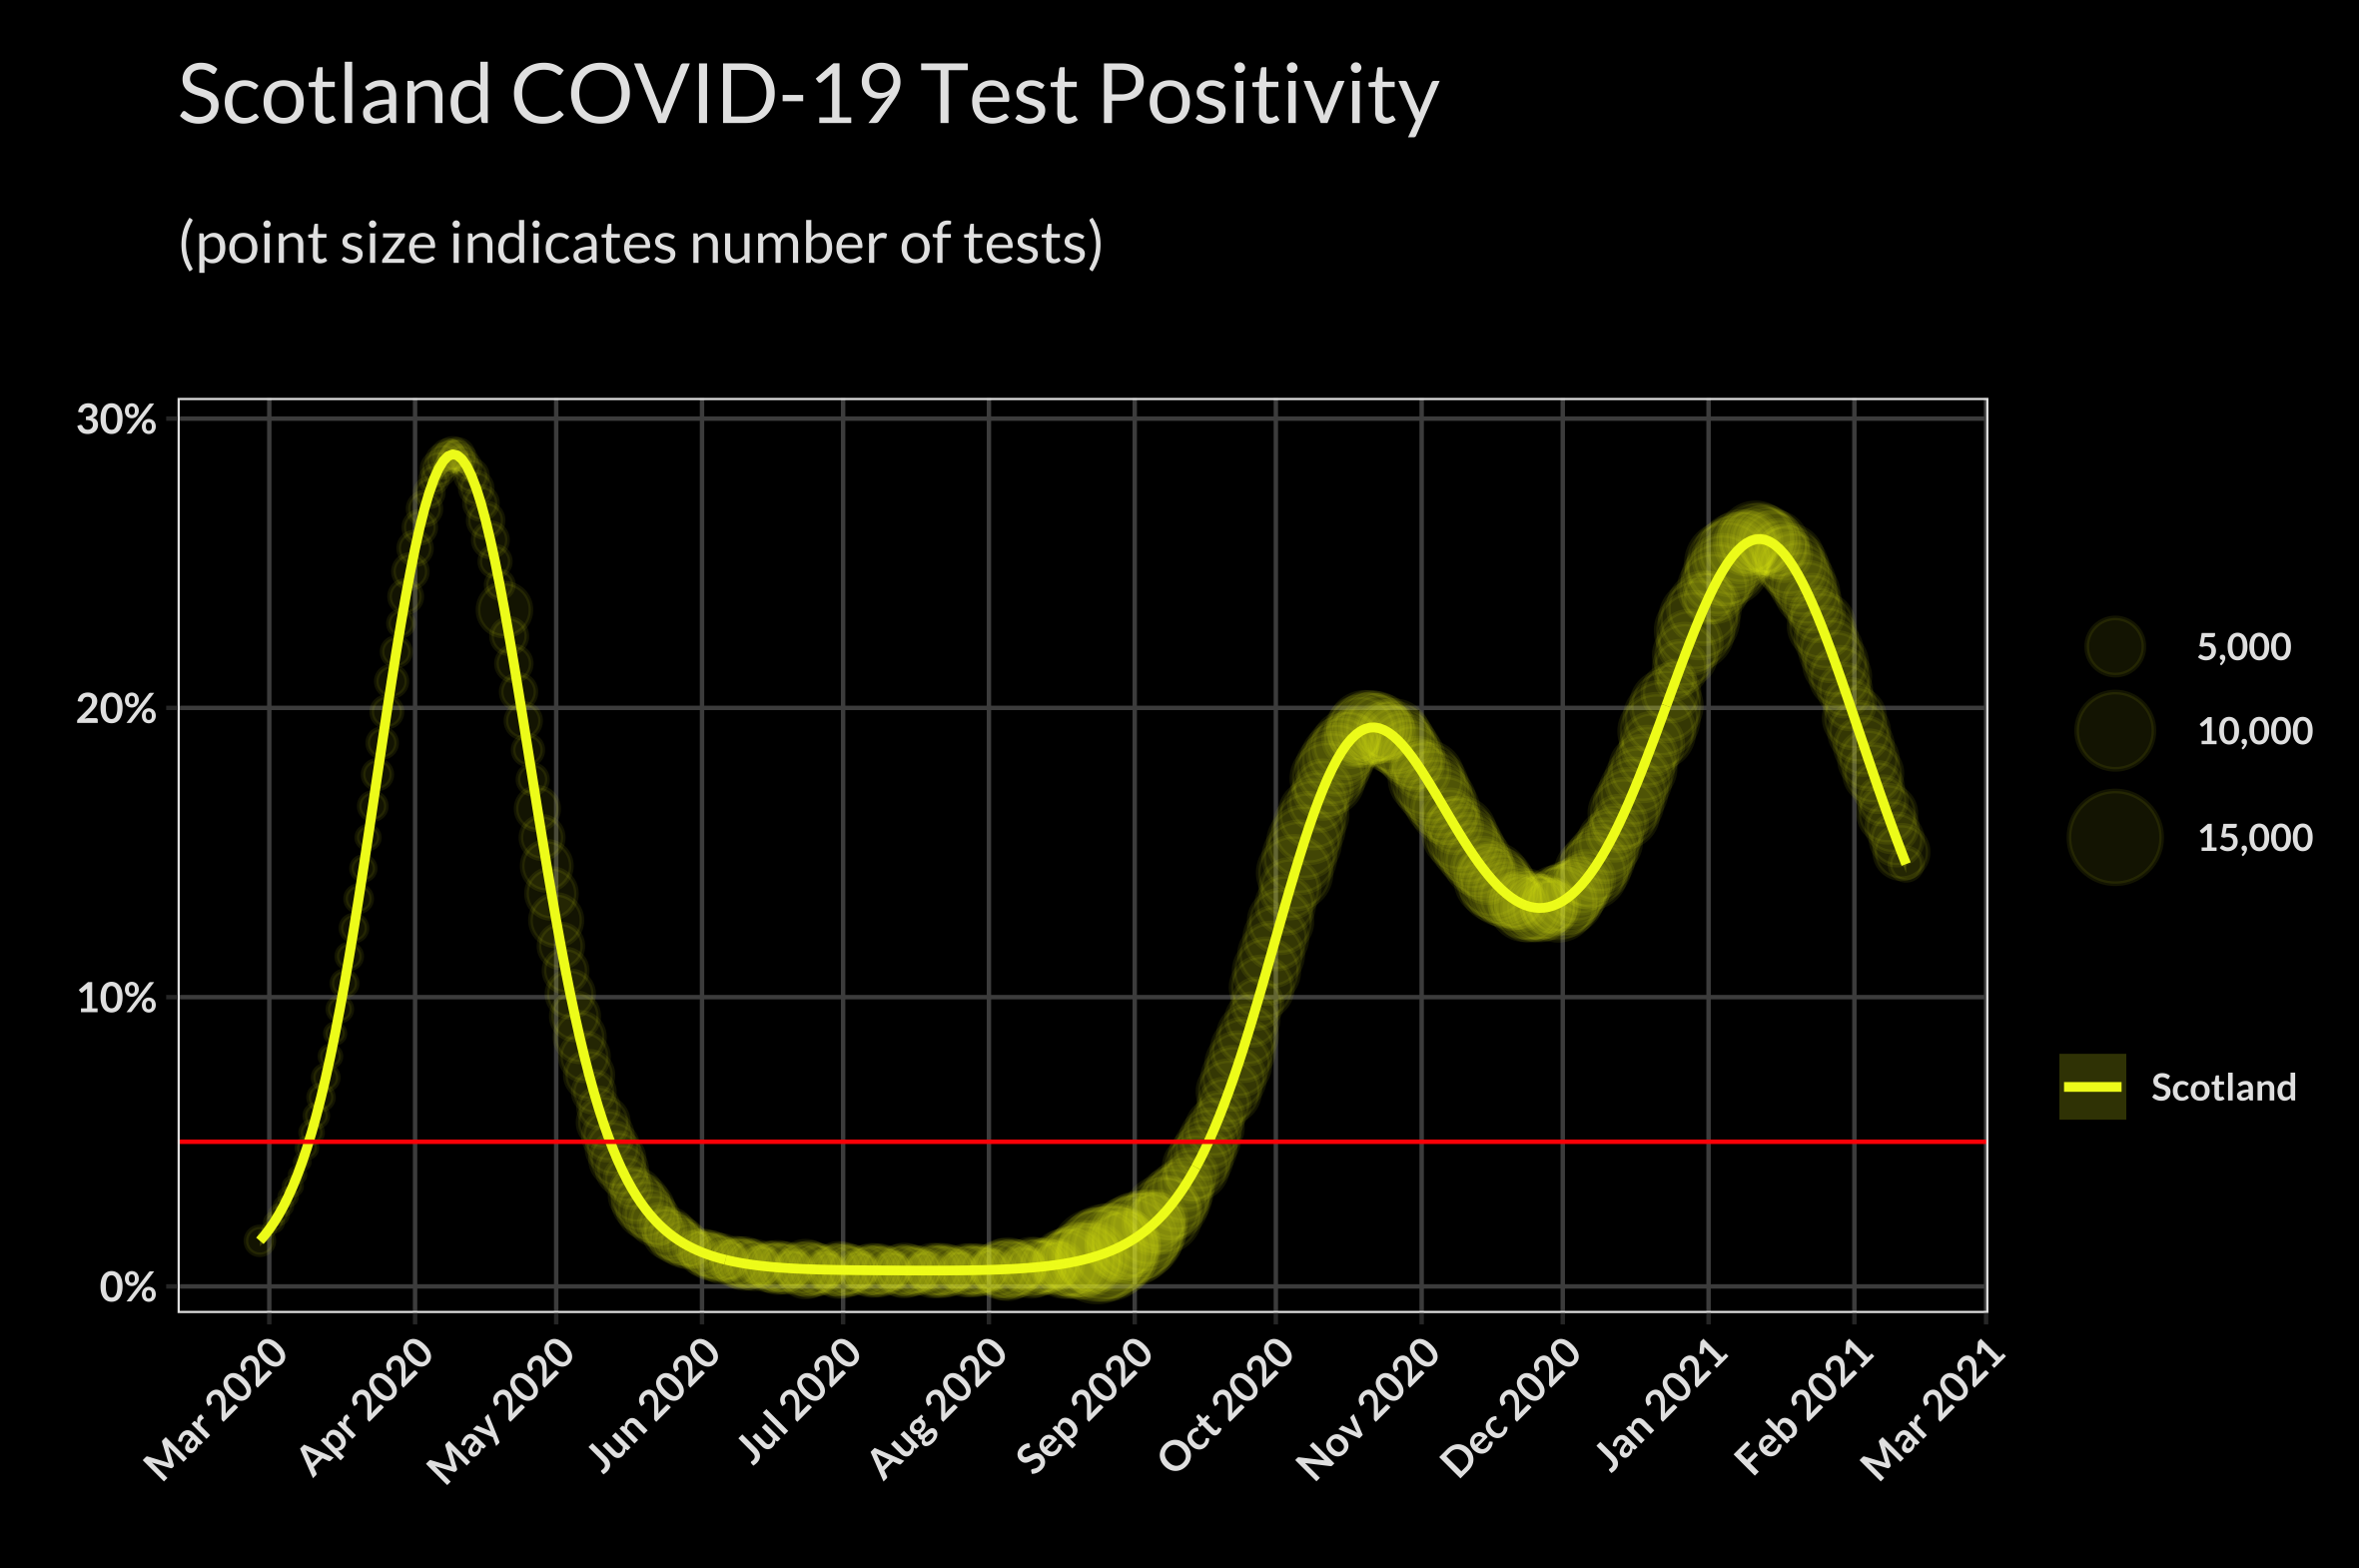 Scotland COVID-19 Test Positivity
(point size indicates number of tests)
30%
20%
10%
0%
Mar 2020
Apr 2020
May 2020
Jun 2020
Jul 2020
Aug 2020
Sep 2020
Oct 2020
Nov 2020
Dec 2020
Jan 2021
Feb 2021
Mar 2021
5,000
10,000
15,000
Scotland